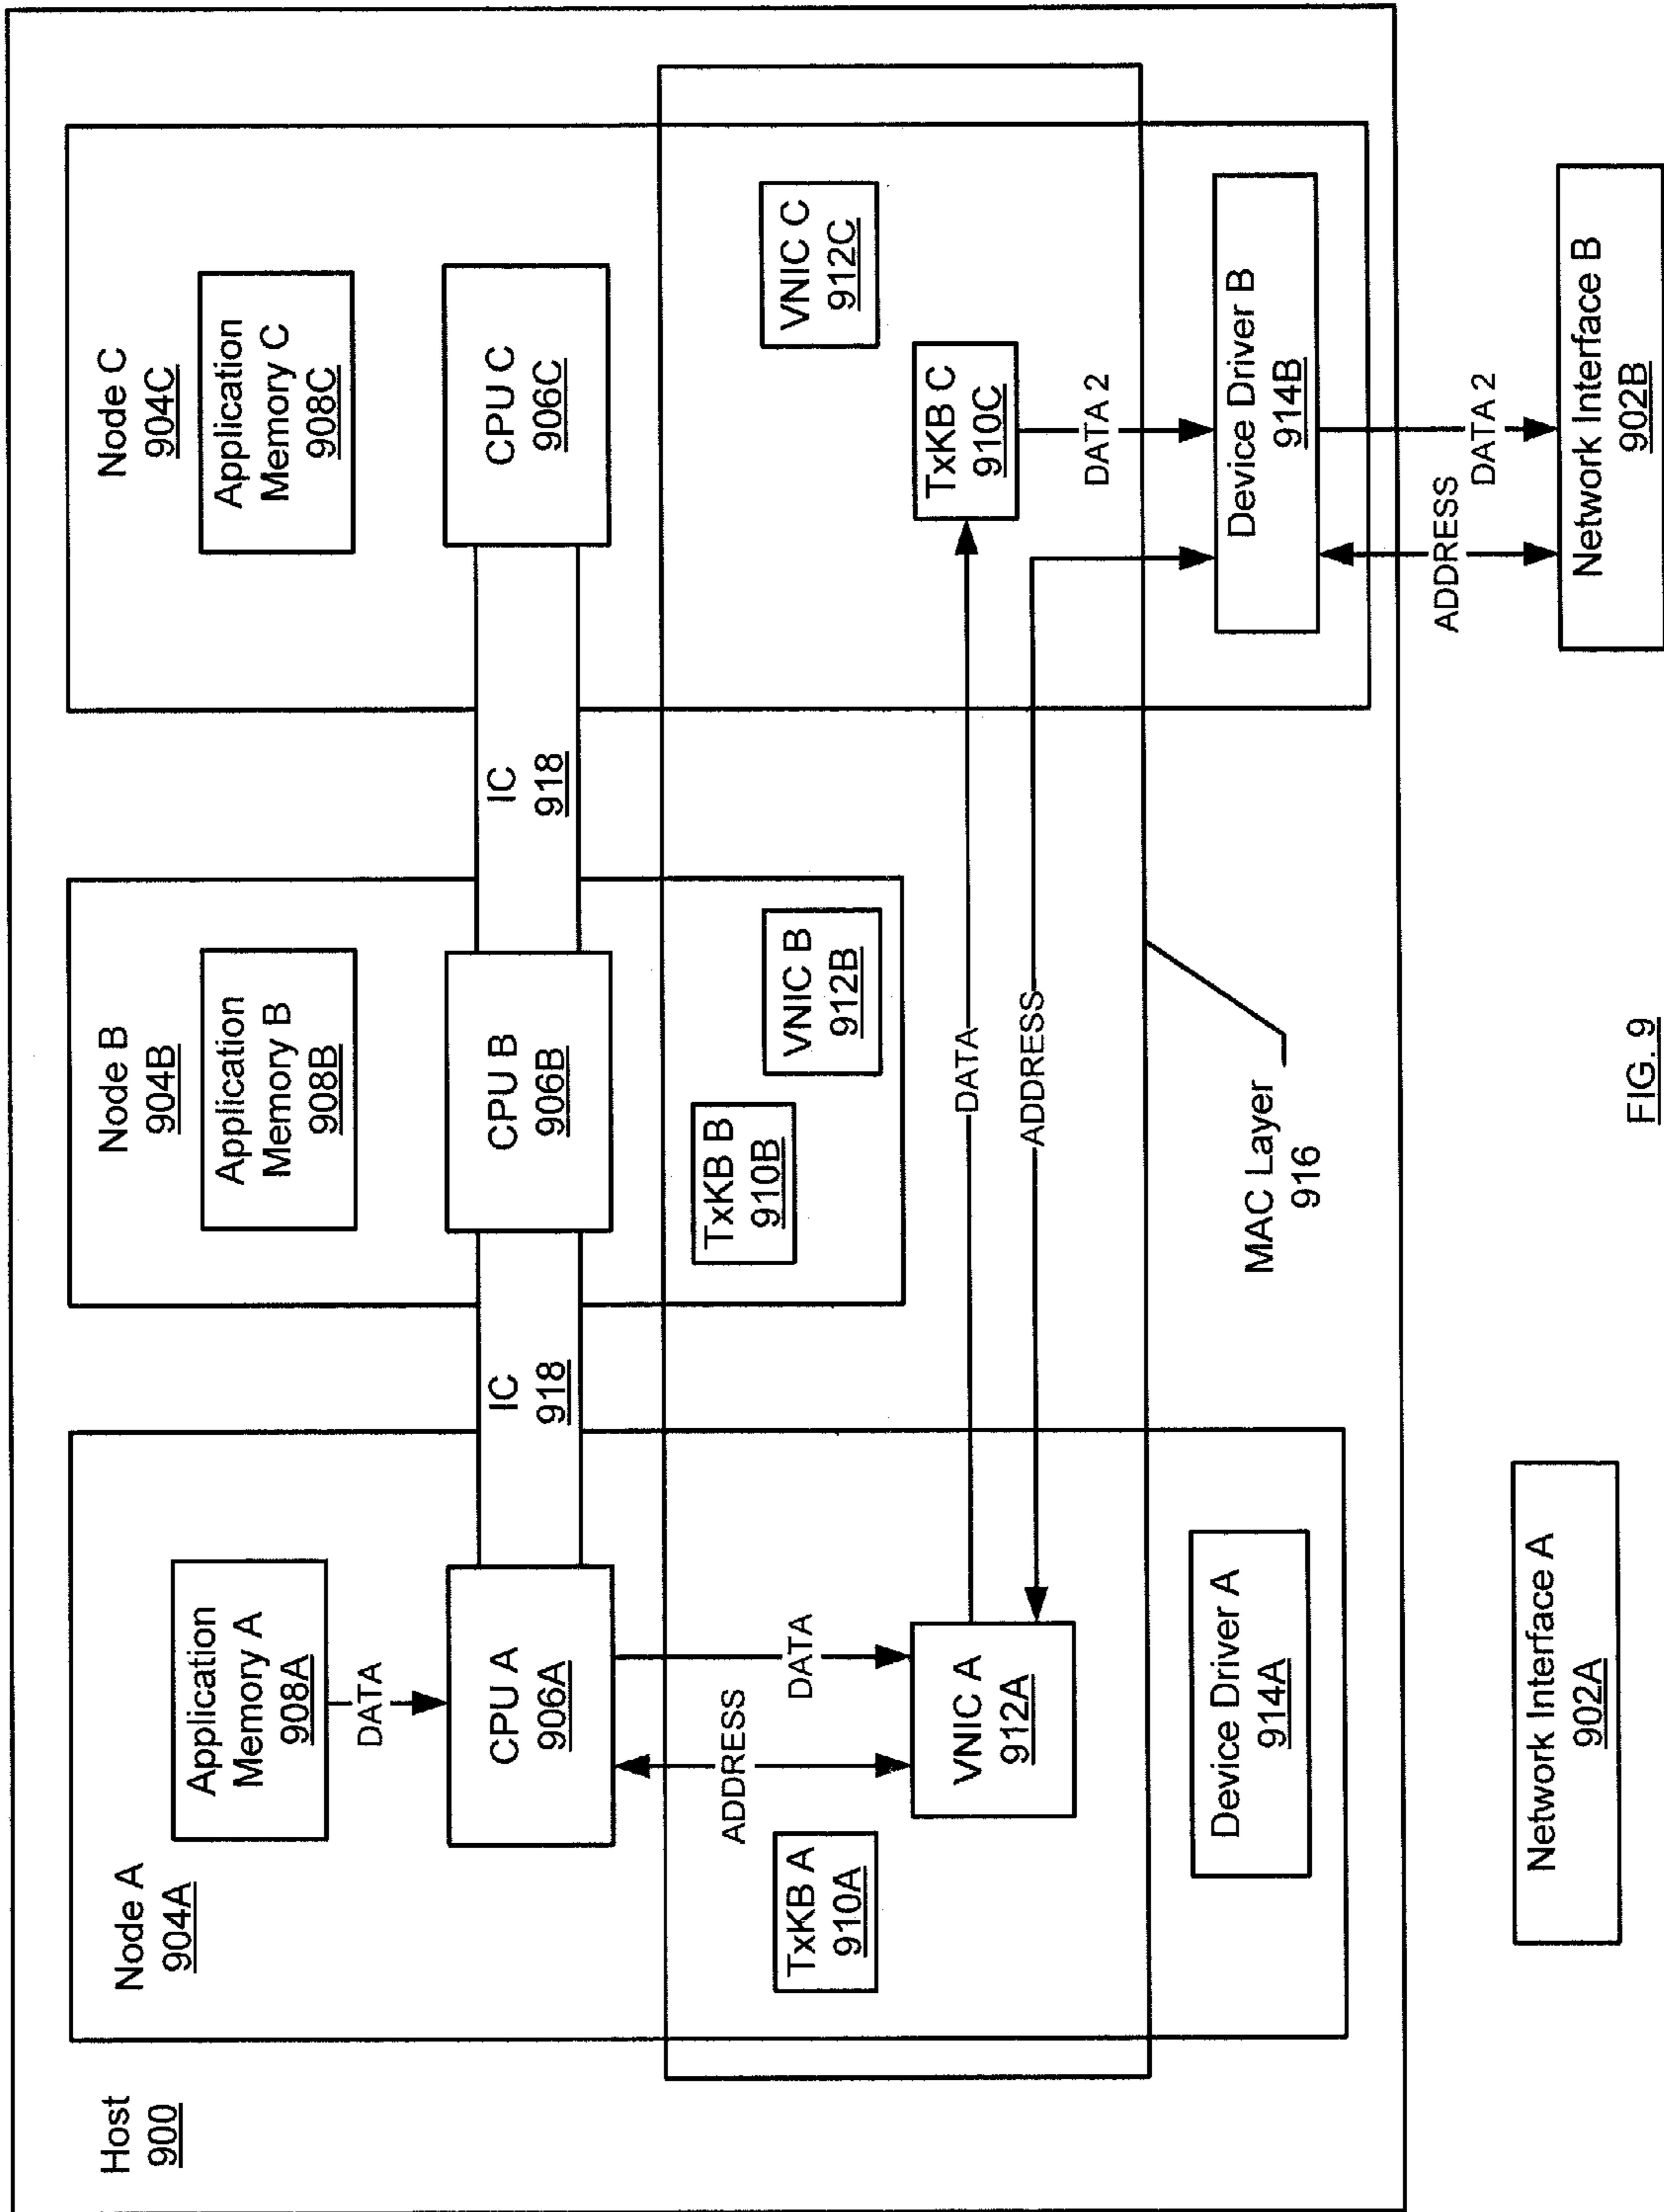 Host
900
Node A
904A
Application
Memory A
908A
DATA
CPU A
906A
ADDRESS
DATA
TxKB A
910A
VNIC A
912A
Device Driver A
914A
Network Interface A
902A
IC
918
Node B
904B
Application
Memory B
908B
CPU B
906B
TxKB B
910B
VNIC B
912B
DATA
ADDRESS
MAC Layer
916
IC
918
Node C
904C
Application
Memory C
908C
CPU C
906C
VNIC C
912C
TxKB C
910C
DATA 2
Device Driver B
914B
ADDRESS
DATA 2
Network Interface B
902B
FIG. 9